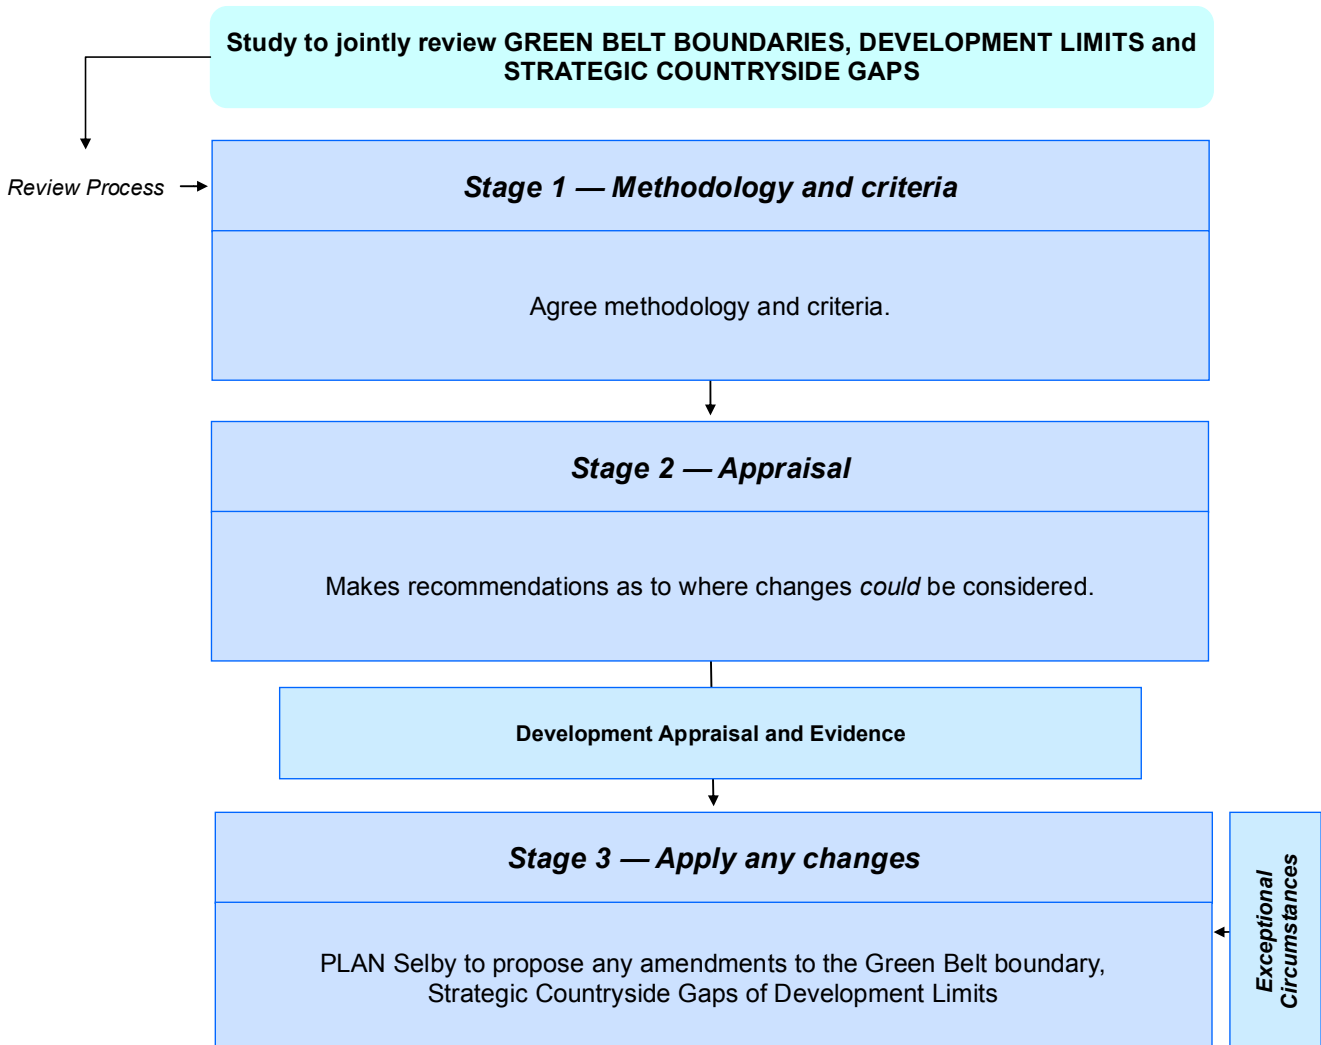 Study to jointly review GREEN BELT BOUNDARIES, DEVELOPMENT LIMITS and
STRATEGIC COUNTRYSIDE GAPS
Review Process
Stage 1 — Methodology and criteria
Agree methodology and criteria.
Stage 2 — Appraisal
Makes recommendations as to where changes could be considered.
Development Appraisal and Evidence
Stage 3 — Apply any changes
PLAN Selby to propose any amendments to the Green Belt boundary,
Strategic Countryside Gaps of Development Limits
Exceptional
Circumstances